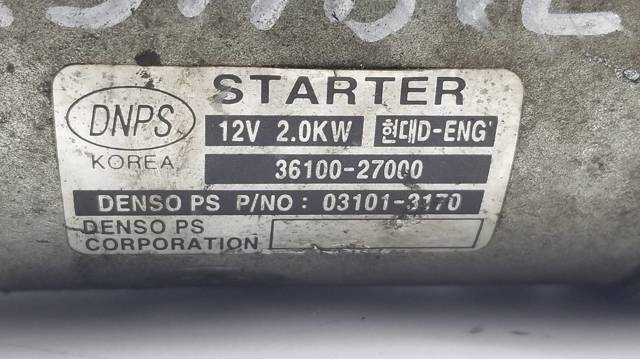 STARTER
DNPS
12V 2.0KW 현대D-ENG'
KOREA
36100-27000
DENSO PS P/NO : 03101-3170
DENSO PS
CORPORATION